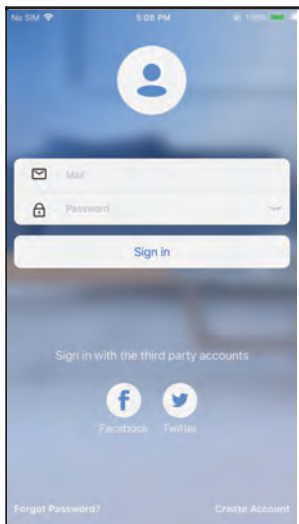 No SIM 5:08 PM 100%
Mail
Password
Sign in
Sign in with the third party accounts
Facebook Twitter
Forgot Password? Create Account